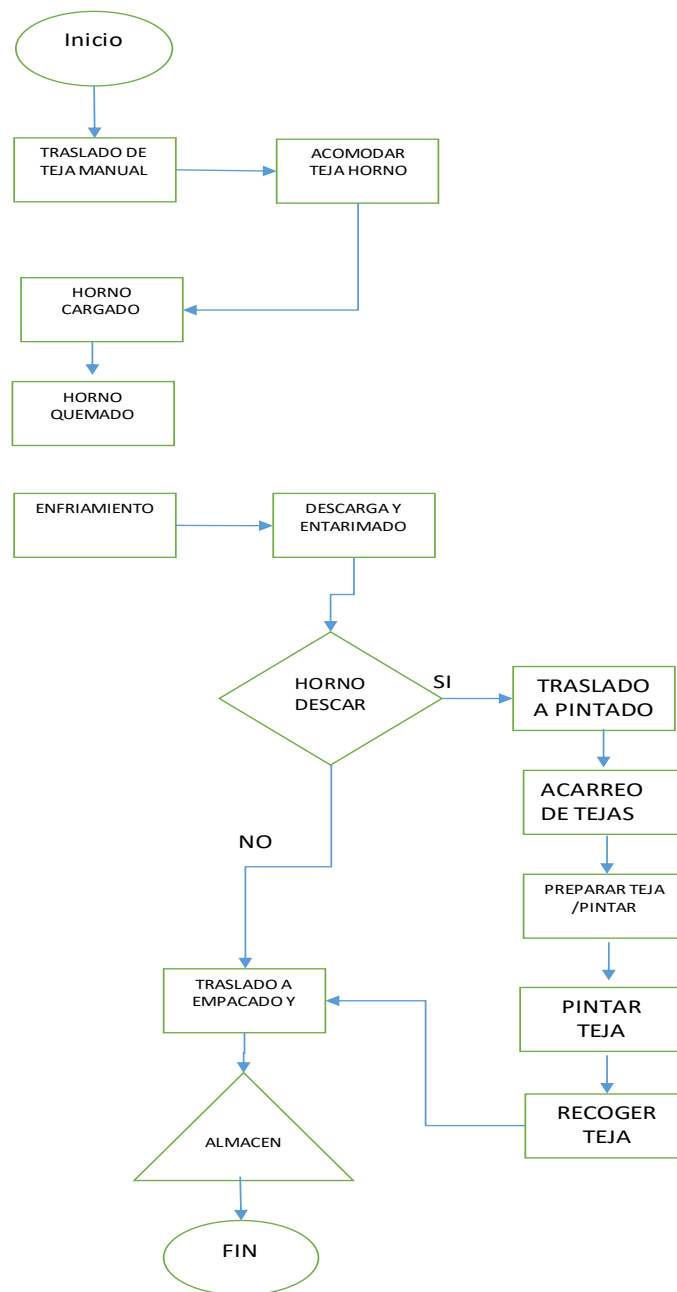 Inicio
TRASLADO DE
TEJA MANUAL
ACOMODAR
TEJA HORNO
HORNO
CARGADO
HORNO
QUEMADO
ENFRIAMIENTO
DESCARGA Y
ENTARIMADO
HORNO
DESCAR
SI
TRASLADO
A PINTADO
ACARREO
DE TEJAS
NO
PREPARAR TEJA
/PINTAR
TRASLADO A
EMPACADO Y
PINTAR
TEJA
RECOGER
TEJA
ALMACEN
FIN